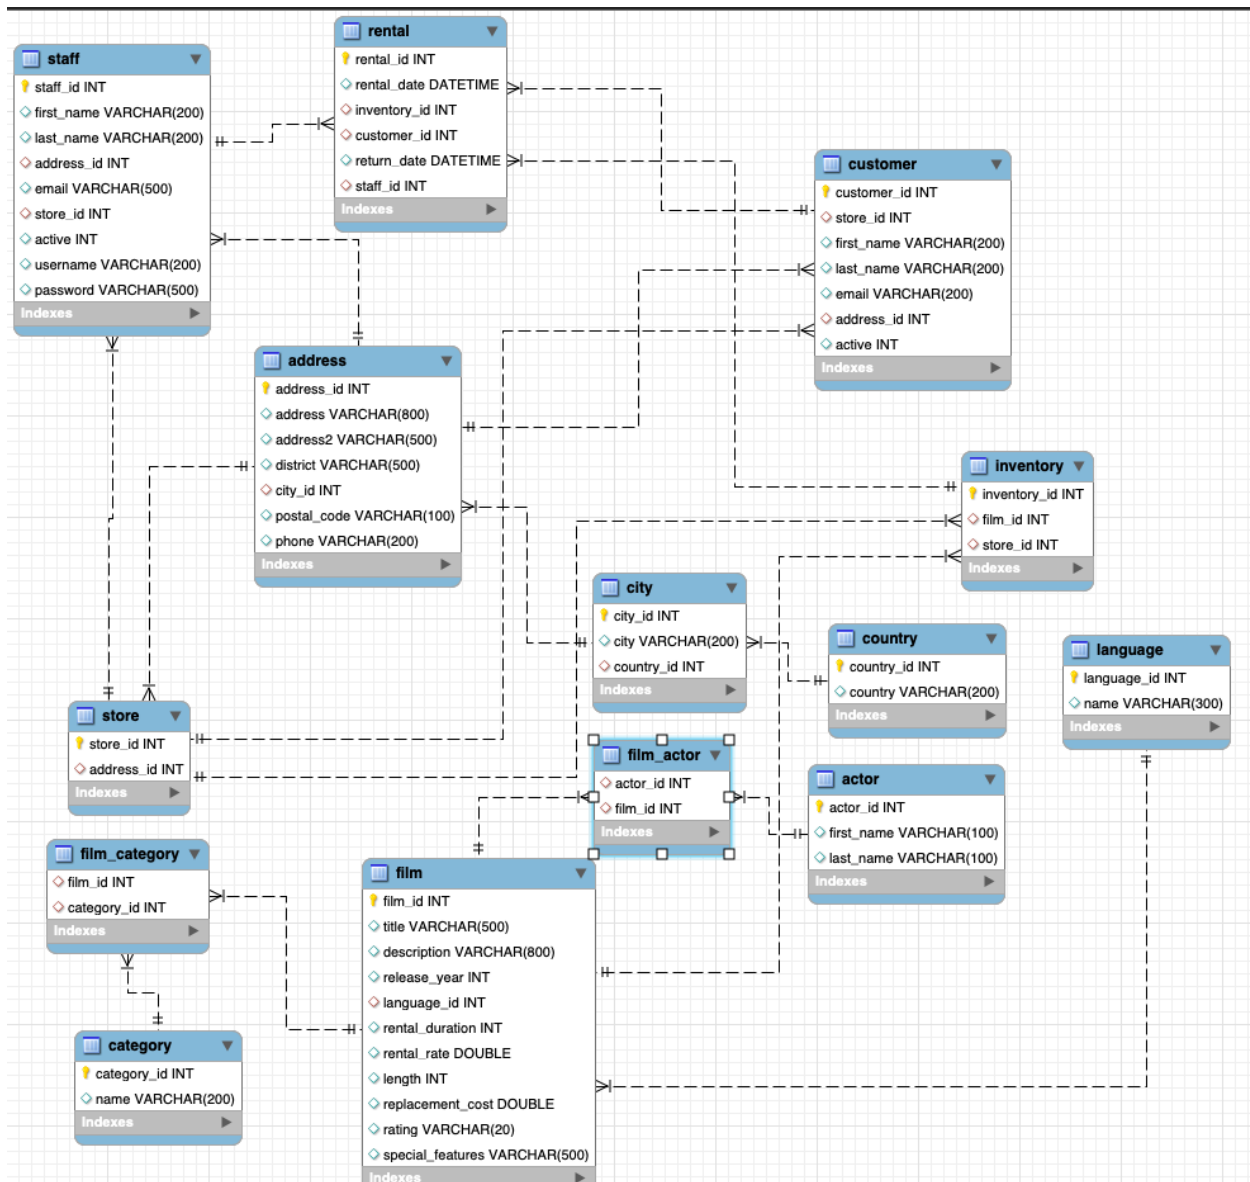 staff
staff_id INT
first_name VARCHAR(200)
last_name VARCHAR(200)
address_id INT
email VARCHAR(500)
store_id INT
active INT
username VARCHAR(200)
password VARCHAR(500)
Indexes
rental
rental_id INT
rental_date DATETIME
inventory_id INT
customer_id INT
return_date DATETIME
staff_id INT
Indexes
customer
customer_id INT
store_id INT
first_name VARCHAR(200)
last_name VARCHAR(200)
email VARCHAR(200)
address_id INT
active INT
Indexes
address
address_id INT
address VARCHAR(800)
address2 VARCHAR(500)
district VARCHAR(500)
city_id INT
postal_code VARCHAR(100)
phone VARCHAR(200)
Indexes
inventory
inventory_id INT
film_id INT
store_id INT
Indexes
city
city_id INT
city VARCHAR(200)
country_id INT
Indexes
country
country_id INT
country VARCHAR(200)
Indexes
language
language_id INT
name VARCHAR(300)
Indexes
store
store_id INT
address_id INT
Indexes
film_actor
actor_id INT
film_id INT
Indexes
actor
actor_id INT
first_name VARCHAR(100)
last_name VARCHAR(100)
Indexes
film_category
film_id INT
category_id INT
Indexes
film
film_id INT
title VARCHAR(500)
description VARCHAR(800)
release_year INT
language_id INT
rental_duration INT
rental_rate DOUBLE
length INT
replacement_cost DOUBLE
rating VARCHAR(20)
special_features VARCHAR(500)
Indexes
category
category_id INT
name VARCHAR(200)
Indexes